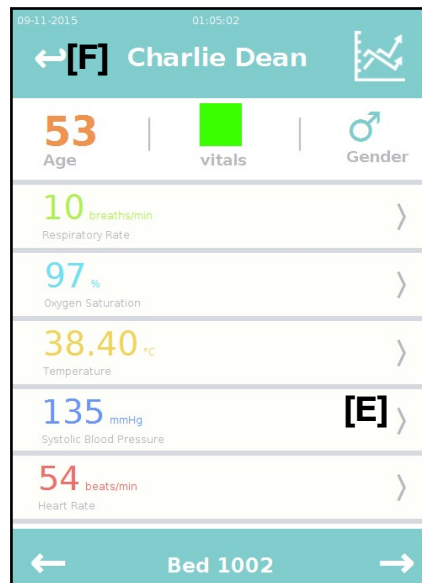 09-11-2015 01:05:02
[F] Charlie Dean
53
Age vitals Gender
10 breaths/min
Respiratory Rate
97 %
Oxygen Saturation
38.40 °C
Temperature
135 mmHg [E]
Systolic Blood Pressure
54 beats/min
Heart Rate
Bed 1002